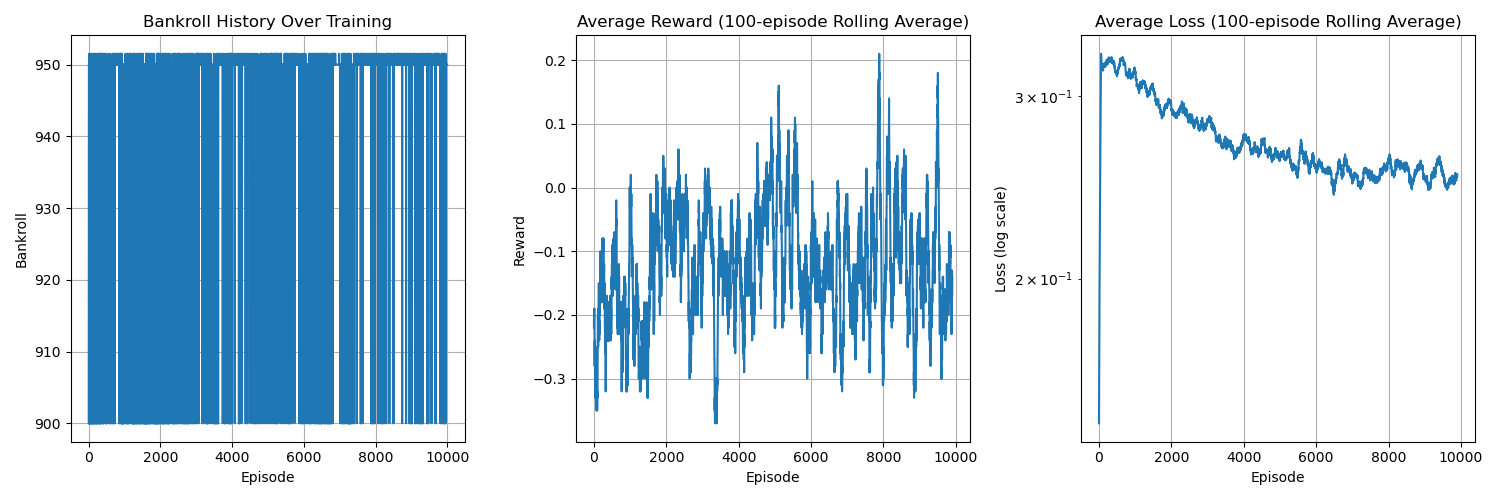 Bankroll History Over Training
950
940
930
920
910
900
Bankroll
0
2000
4000
6000
8000
10000
Episode
Average Reward (100-episode Rolling Average)
0.2
0.1
0.0
−0.1
−0.2
−0.3
Reward
0
2000
4000
6000
8000
10000
Episode
Average Loss (100-episode Rolling Average)
3 × 10⁻¹
2 × 10⁻¹
Loss (log scale)
0
2000
4000
6000
8000
10000
Episode